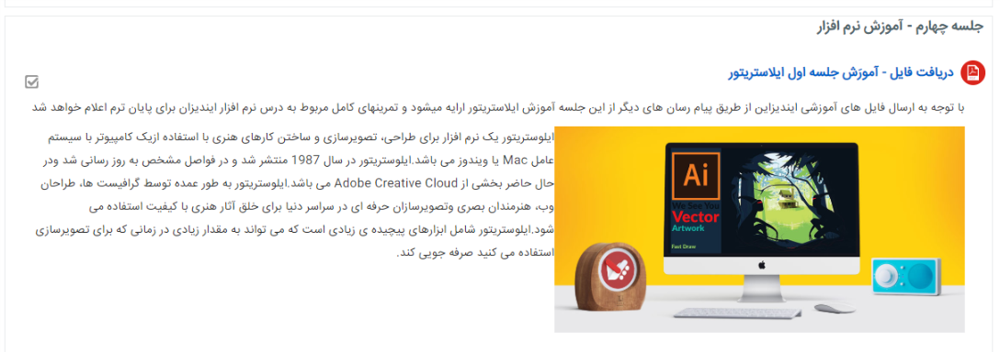 جلسه چهارم - آموزش نرم افزار
دریافت فایل - آموزش جلسه اول ایلاستریتور
با توجه به ارسال فایل های آموزشی ایندیزاین از طریق پیام رسان های دیگر از این جلسه آموزش ایلاستریتور ارایه میشود و تمرینهای کامل مربوط به درس نرم افزار ایندیزان برای پایان ترم اعلام خواهد شد
ایلوستریتور یک نرم افزار برای طراحی، تصویرسازی و ساختن کارهای هنری با استفاده ازیک کامپیوتر با سیستم
عامل Mac یا ویندوز می باشد.ایلوستریتور در سال 1987 منتشر شد و در فواصل مشخص به روز رسانی شد ودر
حال حاضر بخشی از Adobe Creative Cloud می باشد.ایلوستریتور به طور عمده توسط گرافیست ها، طراحان
وب، هنرمندان بصری وتصویرسازان حرفه ای در سراسر دنیا برای خلق آثار هنری با کیفیت استفاده می
شود.ایلوستریتور شامل ابزارهای پیچیده ی زیادی است که می تواند به مقدار زیادی در زمانی که برای تصویرسازی
استفاده می کنید صرفه جویی کند.
Ai
We See You
Vector
Artwork
Fast Draw